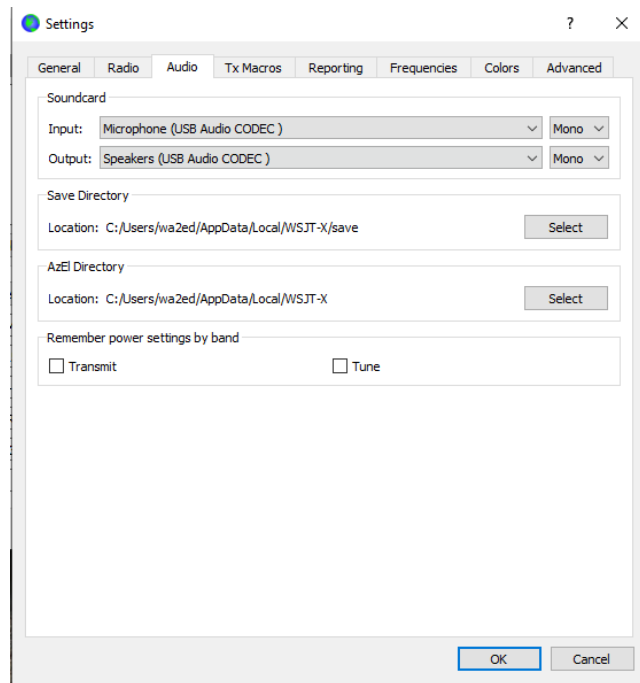 Settings
? X
General Radio Audio Tx Macros Reporting Frequencies Colors Advanced
Soundcard
Input: Microphone (USB Audio CODEC ) Mono
Output: Speakers (USB Audio CODEC ) Mono
Save Directory
Location: C:/Users/wa2ed/AppData/Local/WSJT-X/save Select
AzEl Directory
Location: C:/Users/wa2ed/AppData/Local/WSJT-X Select
Remember power settings by band
Transmit Tune
OK Cancel